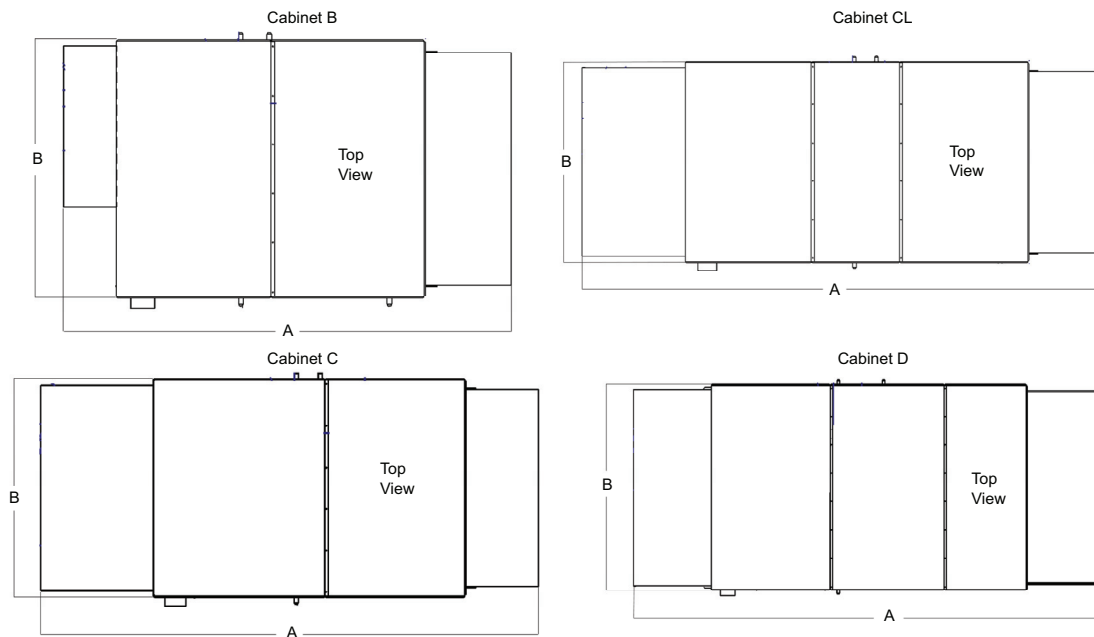 Cabinet B
B
Top
View
A
Cabinet CL
B
Top
View
A
Cabinet C
B
Top
View
A
Cabinet D
B
Top
View
A